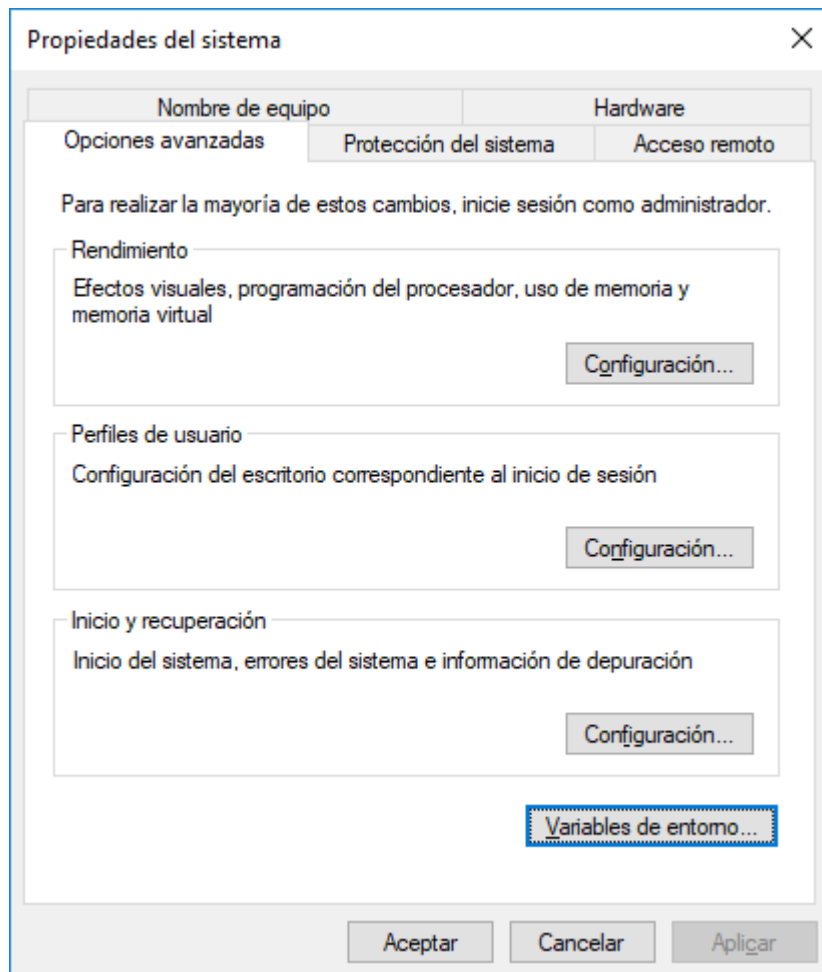 Propiedades del sistema
Nombre de equipo
Hardware
Opciones avanzadas
Protección del sistema
Acceso remoto
Para realizar la mayoría de estos cambios, inicie sesión como administrador.
Rendimiento
Efectos visuales, programación del procesador, uso de memoria y
memoria virtual
Configuración...
Perfiles de usuario
Configuración del escritorio correspondiente al inicio de sesión
Configuración...
Inicio y recuperación
Inicio del sistema, errores del sistema e información de depuración
Configuración...
Variables de entorno...
Aceptar
Cancelar
Aplicar